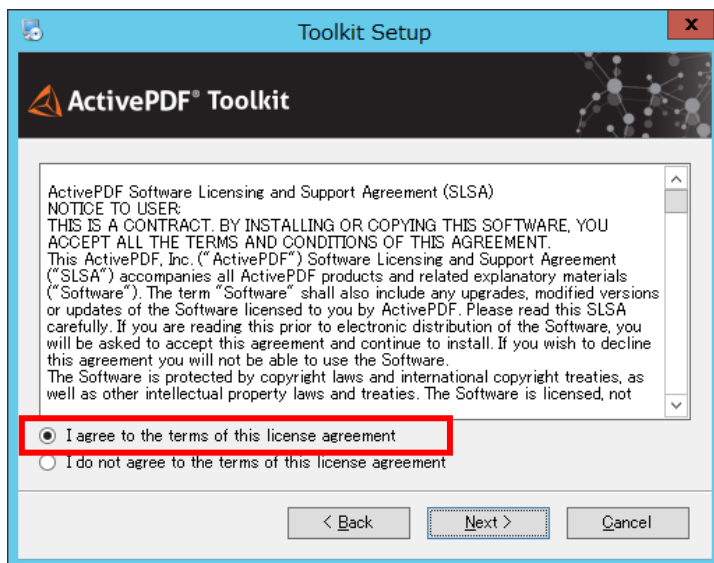 Toolkit Setup
x
ActivePDF® Toolkit
ActivePDF Software Licensing and Support Agreement (SLSA)
NOTICE TO USER:
THIS IS A CONTRACT. BY INSTALLING OR COPYING THIS SOFTWARE, YOU
ACCEPT ALL THE TERMS AND CONDITIONS OF THIS AGREEMENT.
This ActivePDF, Inc. ("ActivePDF") Software Licensing and Support Agreement
("SLSA") accompanies all ActivePDF products and related explanatory materials
("Software"). The term "Software" shall also include any upgrades, modified versions
or updates of the Software licensed to you by ActivePDF. Please read this SLSA
carefully. If you are reading this prior to electronic distribution of the Software, you
will be asked to accept this agreement and continue to install. If you wish to decline
this agreement you will not be able to use the Software.
The Software is protected by copyright laws and international copyright treaties, as
well as other intellectual property laws and treaties. The Software is licensed, not
I agree to the terms of this license agreement
I do not agree to the terms of this license agreement
< Back Next > Cancel